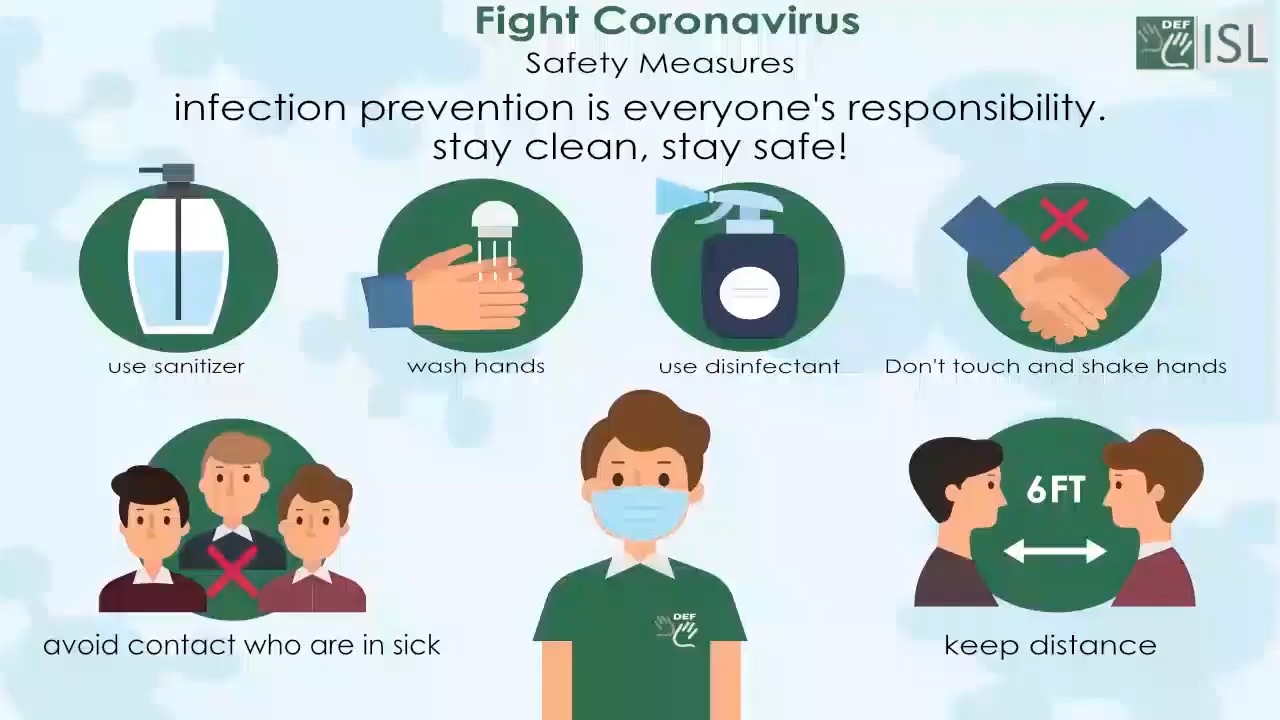 Fight Coronavirus
DEF
ISL
Safety Measures
infection prevention is everyone's responsibility.
stay clean, stay safe!
use sanitizer
wash hands
use disinfectant
Don't touch and shake hands
6FT
DEF
avoid contact who are in sick
keep distance